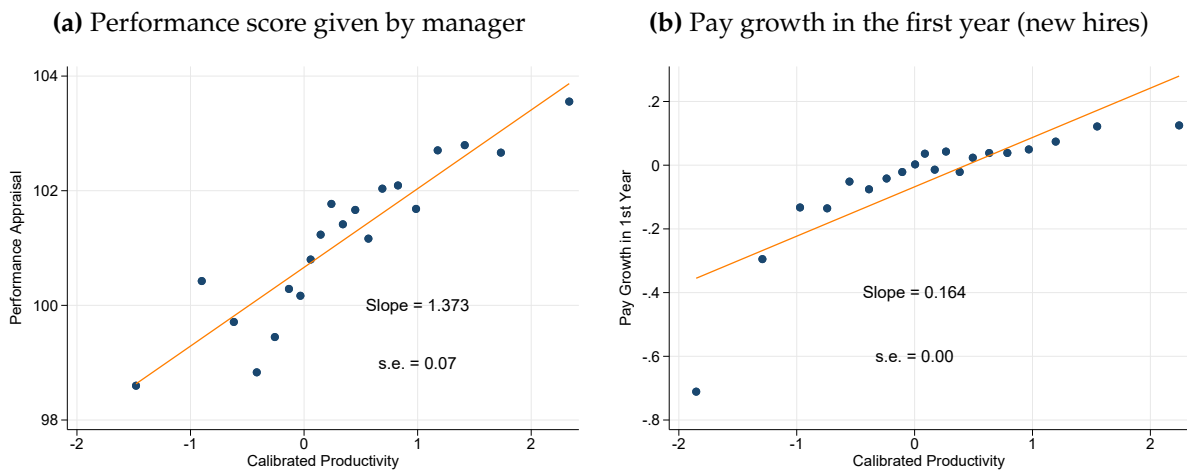 (a) Performance score given by manager
104
102
100
98
Performance Appraisal
Slope = 1.373
s.e. = 0.07
-2
-1
0
1
2
Calibrated Productivity
(b) Pay growth in the first year (new hires)
.2
0
-.2
-.4
-.6
-.8
Pay Growth in 1st Year
Slope = 0.164
s.e. = 0.00
-2
-1
0
1
2
Calibrated Productivity